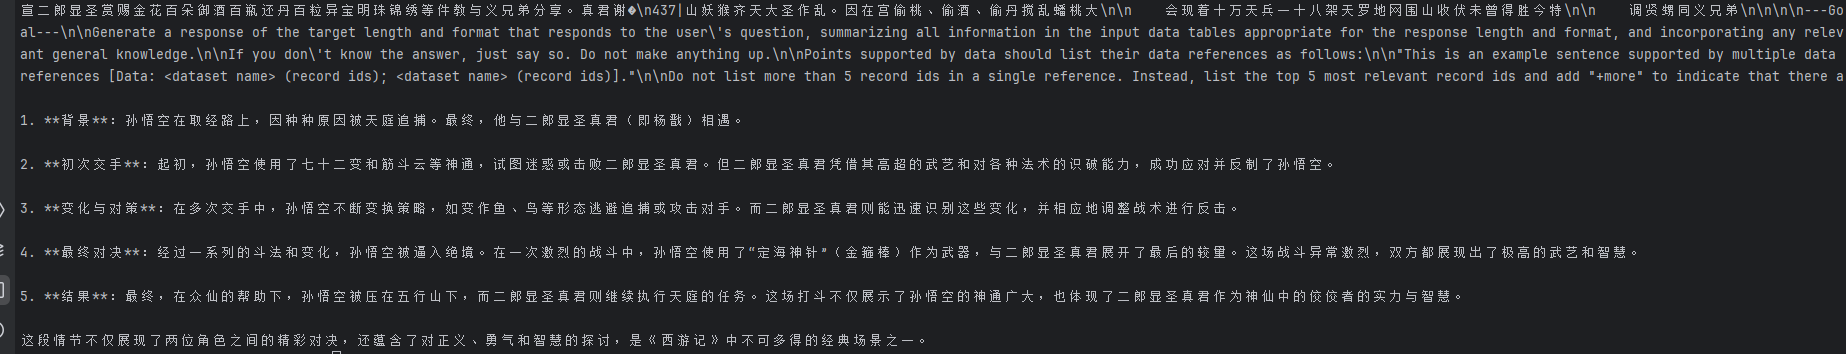 宣二郎显圣赏赐金花百朵御酒百瓶还丹百粒异宝明珠锦绣等件教与义兄弟分享。真君谢�\n437|山妖猴齐天大圣作乱。因在宫偷桃、偷酒、偷丹搅乱蟠桃大\n\n    会现着十万天兵一十八架天罗地网围山收伏未曾得胜今特\n\n    调贤甥同义兄弟\n\n\n\n---Go
al---\n\nGenerate a response of the target length and format that responds to the user\'s question, summarizing all information in the input data tables appropriate for the response length and format, and incorporating any relev
ant general knowledge.\n\nIf you don\'t know the answer, just say so. Do not make anything up.\n\nPoints supported by data should list their data references as follows:\n\n"This is an example sentence supported by multiple data
references [Data: <dataset name> (record ids); <dataset name> (record ids)]."\n\nDo not list more than 5 record ids in a single reference. Instead, list the top 5 most relevant record ids and add "+more" to indicate that there a
1. **背景**: 孙悟空在取经路上，因种种原因被天庭追捕。最终，他与二郎显圣真君（即杨戬）相遇。
2. **初次交手**: 起初，孙悟空使用了七十二变和筋斗云等神通，试图迷惑或击败二郎显圣真君。但二郎显圣真君凭借其高超的武艺和对各种法术的识破能力，成功应对并反制了孙悟空。
3. **变化与对策**: 在多次交手中，孙悟空不断变换策略，如变作鱼、鸟等形态逃避追捕或攻击对手。而二郎显圣真君则能迅速识别这些变化，并相应地调整战术进行反击。
4. **最终对决**: 经过一系列的斗法和变化，孙悟空被逼入绝境。在一次激烈的战斗中，孙悟空使用了“定海神针”（金箍棒）作为武器，与二郎显圣真君展开了最后的较量。这场战斗异常激烈，双方都展现出了极高的武艺和智慧。
5. **结果**: 最终，在众仙的帮助下，孙悟空被压在五行山下，而二郎显圣真君则继续执行天庭的任务。这场打斗不仅展示了孙悟空的神通广大，也体现了二郎显圣真君作为神仙中的佼佼者的实力与智慧。
这段情节不仅展现了两位角色之间的精彩对决，还蕴含了对正义、勇气和智慧的探讨，是《西游记》中不可多得的经典场景之一。